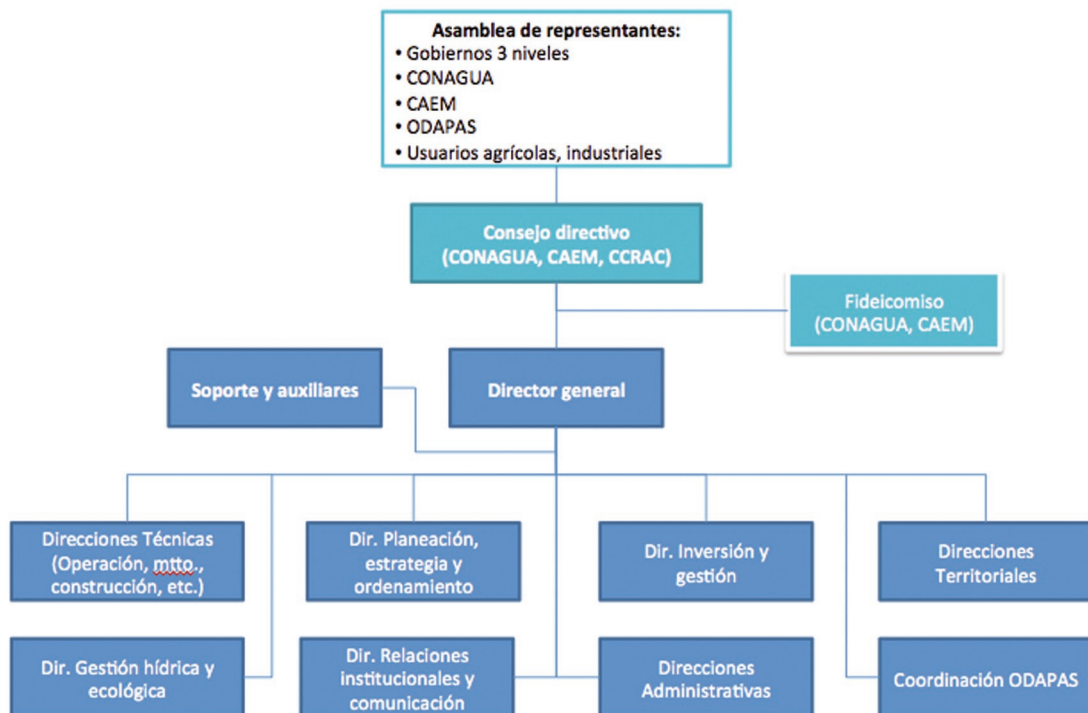 Asamblea de representantes:
• Gobiernos 3 niveles
• CONAGUA
• CAEM
• ODAPAS
• Usuarios agrícolas, industriales
Consejo directivo
(CONAGUA, CAEM, CCRAC)
Fideicomiso
(CONAGUA, CAEM)
Soporte y auxiliares
Director general
Direcciones Técnicas
(Operación, mtto.,
construcción, etc.)
Dir. Planeación,
estrategia y
ordenamiento
Dir. Inversión y
gestión
Direcciones
Territoriales
Dir. Gestión hídrica y
ecológica
Dir. Relaciones
institucionales y
comunicación
Direcciones
Administrativas
Coordinación ODAPAS